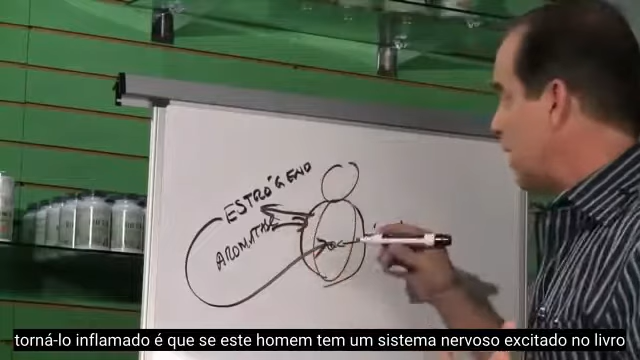 ESTRÓGENO
AROMATASE
torná-lo inflamado é que se este homem tem um sistema nervoso excitado no livro